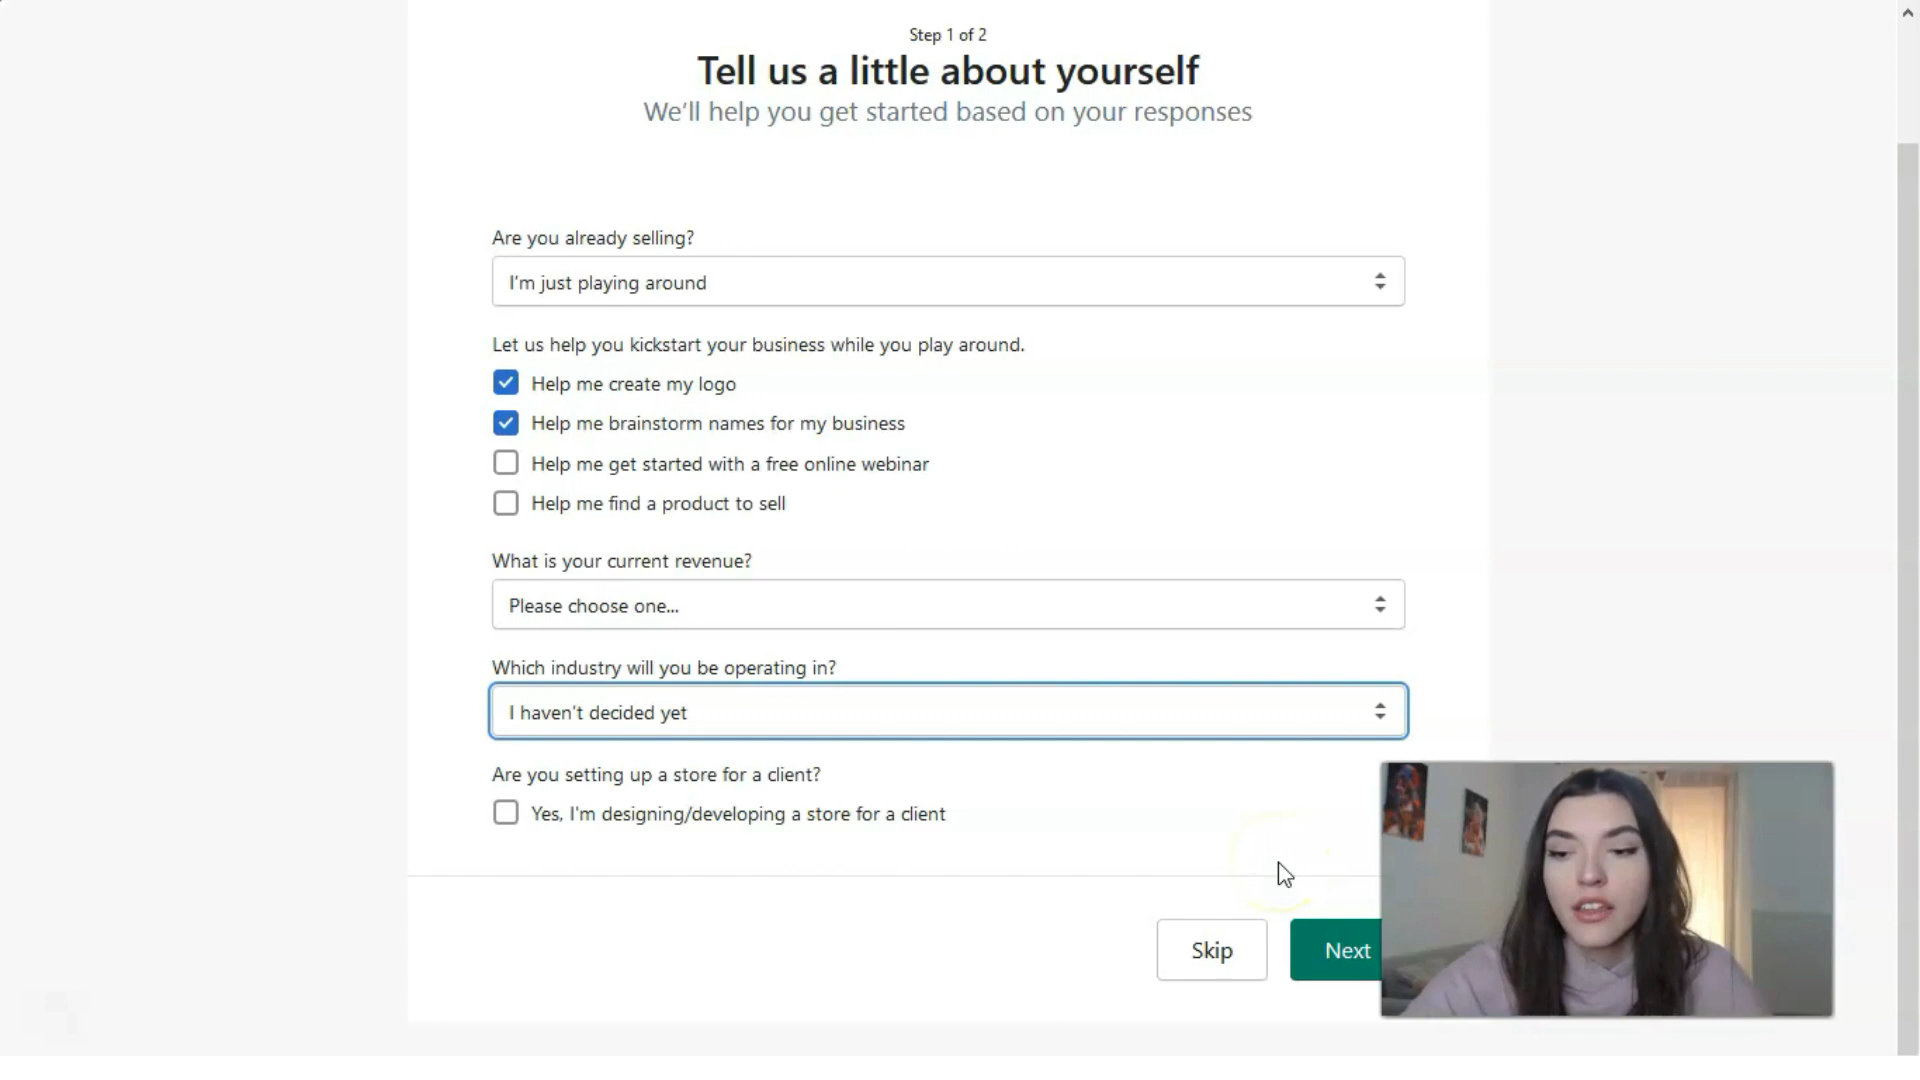 Step 1 of 2
Tell us a little about yourself
We'll help you get started based on your responses
Are you already selling?
I'm just playing around
Let us help you kickstart your business while you play around.
Help me create my logo
Help me brainstorm names for my business
Help me get started with a free online webinar
Help me find a product to sell
What is your current revenue?
Please choose one...
Which industry will you be operating in?
I haven't decided yet
Are you setting up a store for a client?
Yes, I'm designing/developing a store for a client
Skip
Next